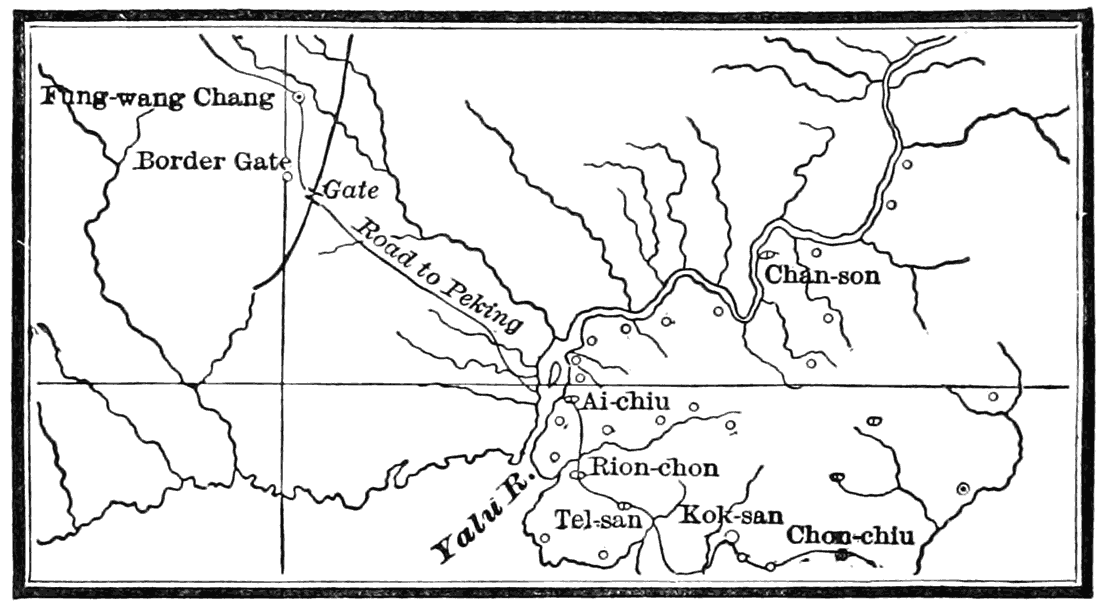 Fung-wang Chang
Border Gate
Gate
Road to Peking
Chan-son
Ai-chiu
Rion-chon
Tel-san
Kok-san
Chon-chiu
Yalu R.